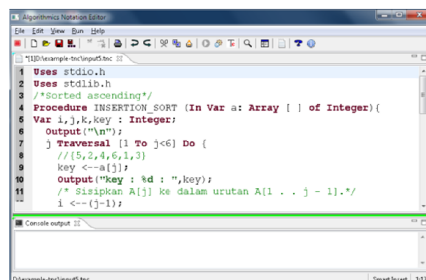 Algorithmics Notation Editor
File Edit View Run Help
*[1]D:\example-tnc\input5.tnc
1 Uses stdio.h
2 Uses stdlib.h
3 /*Sorted ascending*/
4 Procedure INSERTION_SORT (In Var a: Array [ ] of Integer){
5 Var i,j,k,key : Integer;
6 Output("\n");
7 j Traversal [1 To j<6] Do {
8 //{5,2,4,6,1,3}
9 key <--a[j];
10 Output("key : %d : ",key);
11 /* Sisipkan A[j] ke dalam urutan A[1 . . j - 1].*/
i <--(j-1);
Console output
D:\example-tnc\input5.tnc Smart Insert 1:13